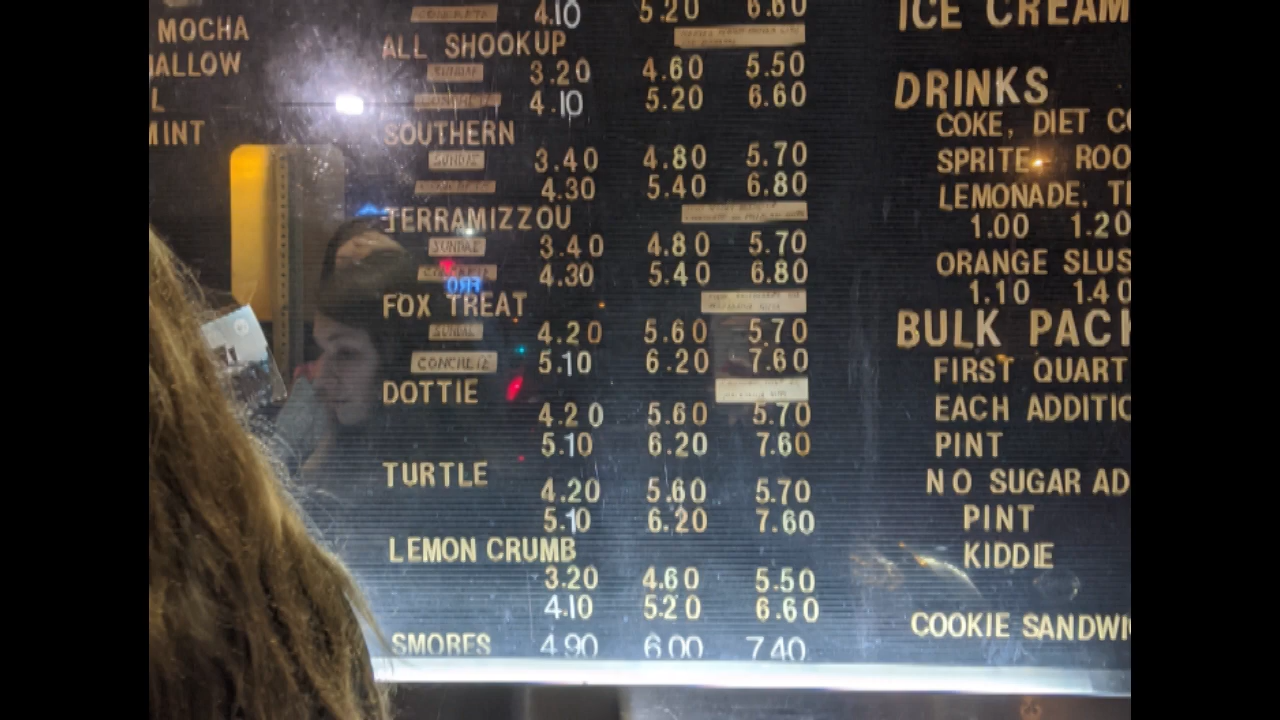 MOCHA
ALLOW
L
MINT
CONCRETE 4.10 5.20 6.60
ALL SHOOKUP
SUNDAE 3.20 4.60 5.50
4.10 5.20 6.60
SOUTHERN
SUNDAE 3.40 4.80 5.70
CONCRETE 4.30 5.40 6.80
TERRAMIZZOU
SUNDAE 3.40 4.80 5.70
CONCRETE 4.30 5.40 6.80
FOX TREAT
SUNDAE 4.20 5.60 5.70
CONCRETE 5.10 6.20 7.60
DOTTIE
4.20 5.60 5.70
5.10 6.20 7.60
TURTLE
4.20 5.60 5.70
5.10 6.20 7.60
LEMON CRUMB
3.20 4.60 5.50
4.10 5.20 6.60
SMORES 4.90 6.00 7.40
ICE CREAM
DRINKS
COKE, DIET CO
SPRITE ROO
LEMONADE, T
1.00 1.20
ORANGE SLUS
1.10 1.40
BULK PACK
FIRST QUART
EACH ADDITIO
PINT
NO SUGAR AD
PINT
KIDDIE
COOKIE SANDWI